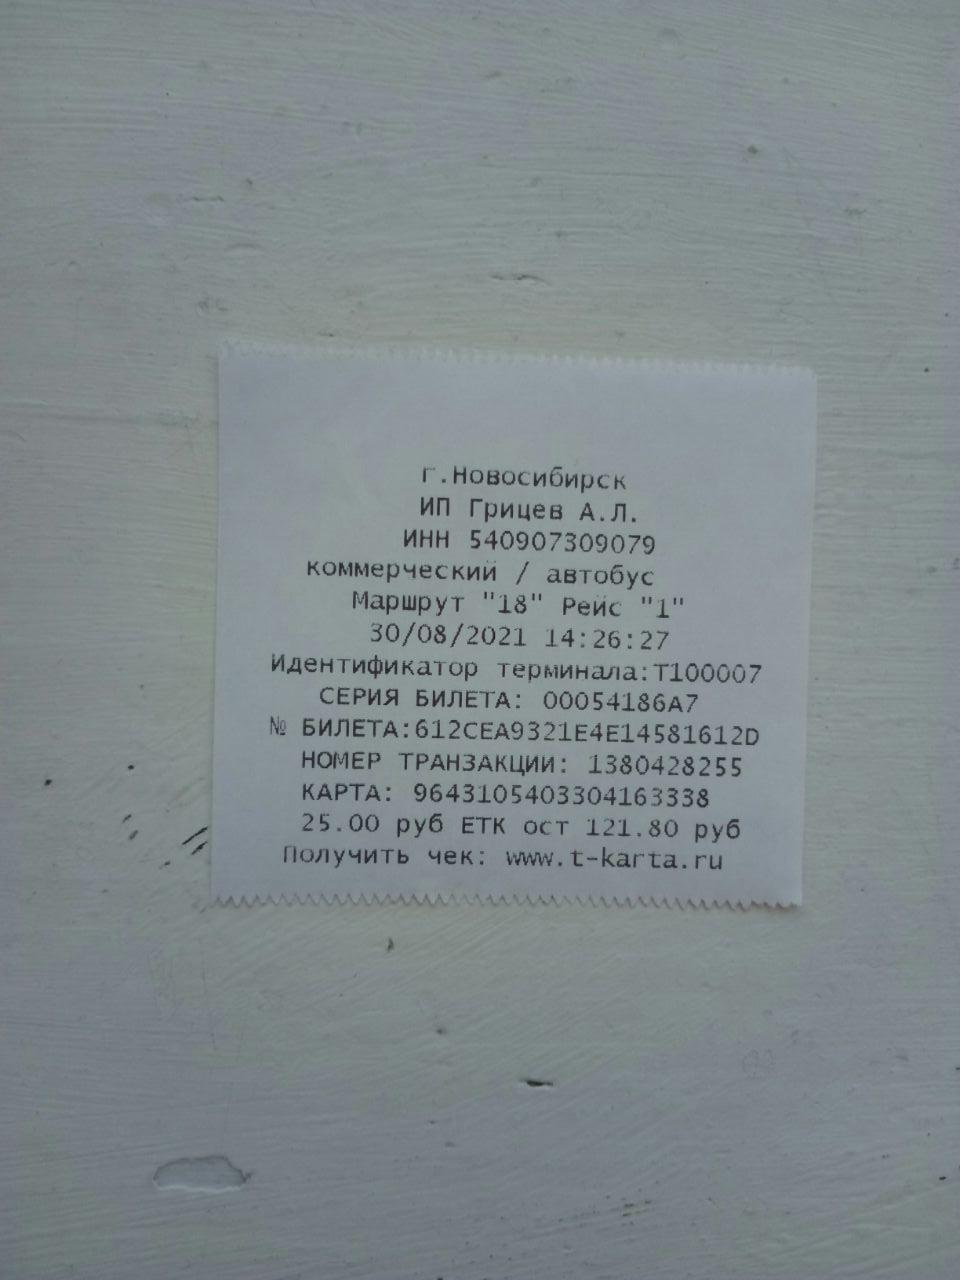 г.Новосибирск
ИП Грицев А.Л.
ИНН 540907309079
коммерческий / автобус
Маршрут "18" Рейс "1"
30/08/2021 14:26:27
Идентификатор терминала:T100007
СЕРИЯ БИЛЕТА: 00054186A7
№ БИЛЕТА:612CEA9321E4E14581612D
НОМЕР ТРАНЗАКЦИИ: 1380428255
КАРТА: 9643105403304163338
25.00 руб ЕТК ост 121.80 руб
Получить чек: www.t-karta.ru